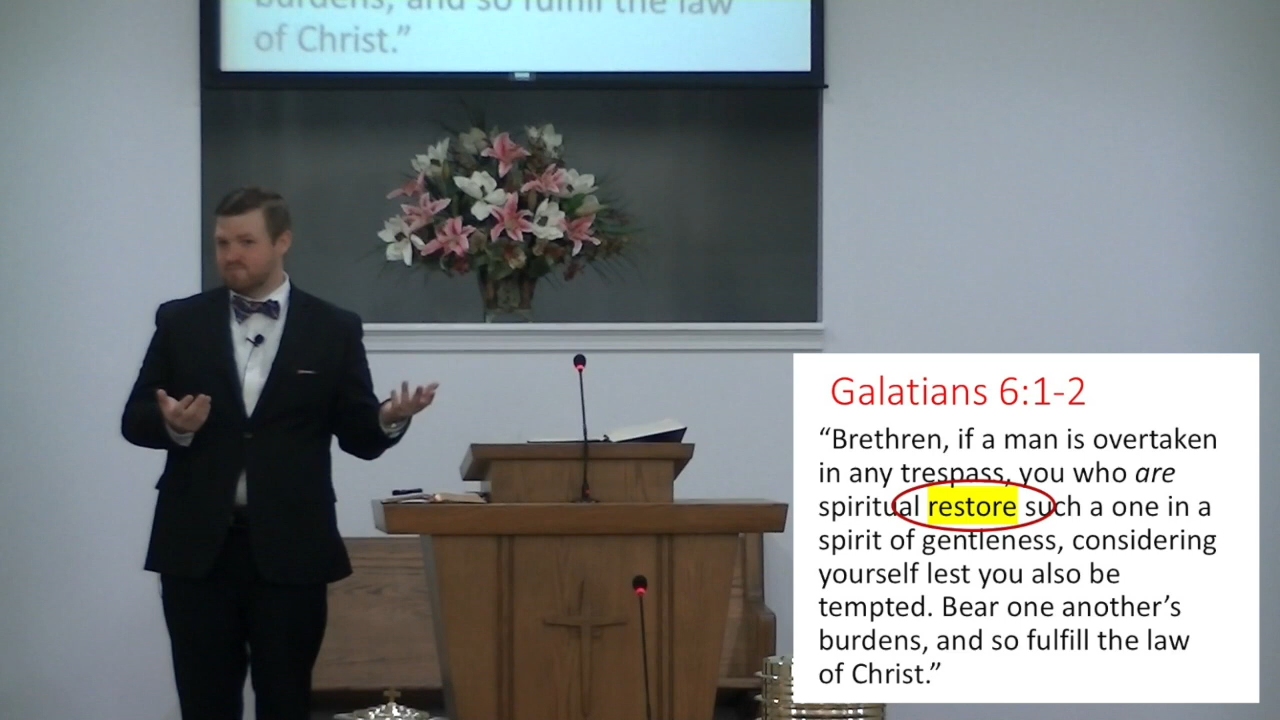 burdens, and so fulfill the law
of Christ.”
Galatians 6:1-2
“Brethren, if a man is overtaken
in any trespass, you who are
spiritual restore such a one in a
spirit of gentleness, considering
yourself lest you also be
tempted. Bear one another’s
burdens, and so fulfill the law
of Christ.”